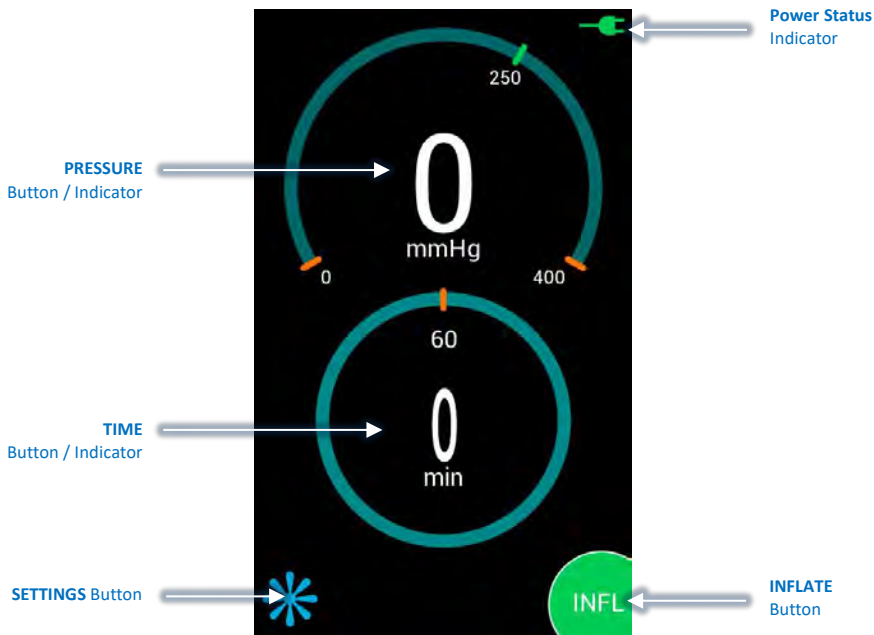 Power Status
Indicator
250
PRESSURE
Button / Indicator
0
mmHg
0
400
60
TIME
Button / Indicator
0
min
SETTINGS Button
INFL
INFLATE
Button